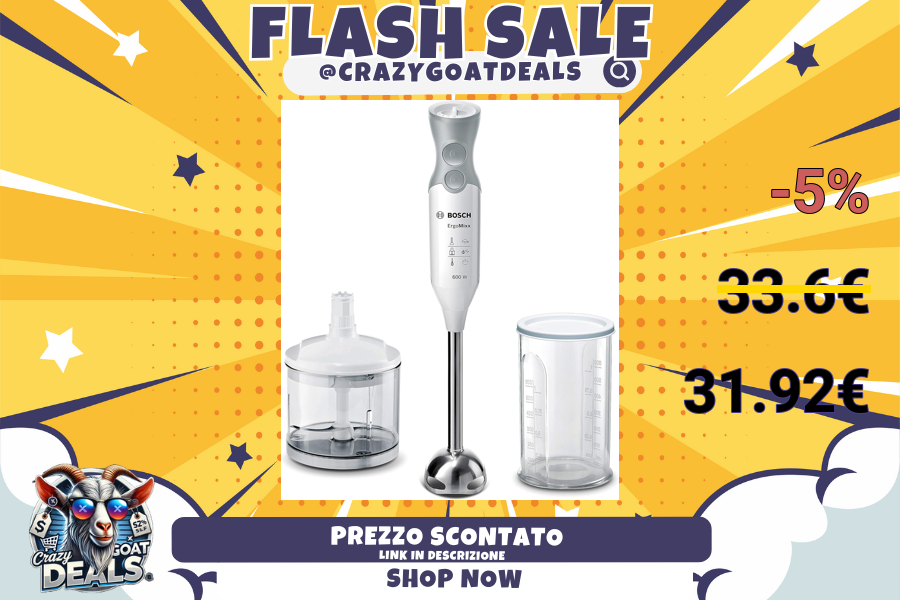 FLASH SALE
@CRAZYGOATDEALS
BOSCH
ErgoMixx
600 W
-5%
33.6€
31.92€
$
52%
Crazy
GOAT
DEALS
PREZZO SCONTATO
LINK IN DESCRIZIONE
SHOP NOW